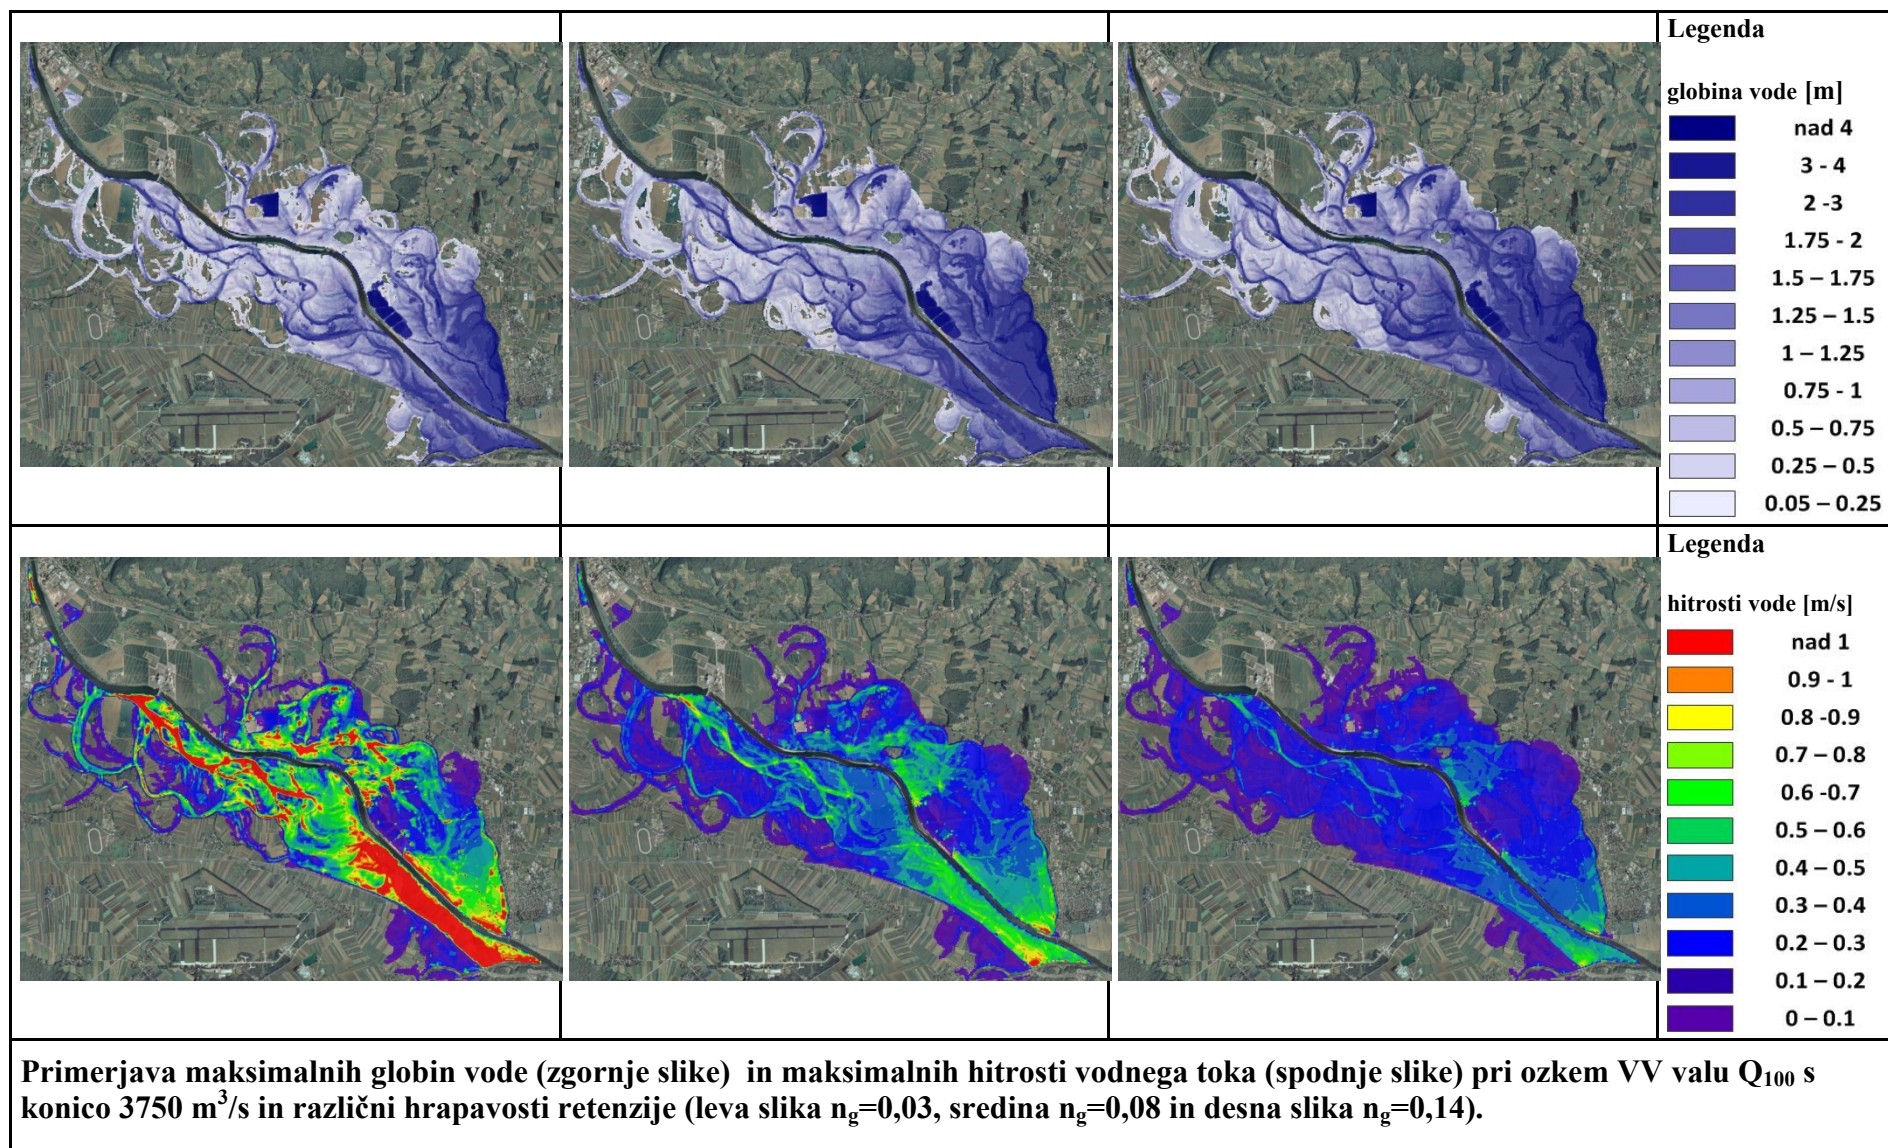 Legenda
globina vode [m]
nad 4
3 - 4
2 -3
1.75 - 2
1.5 – 1.75
1.25 – 1.5
1 – 1.25
0.75 - 1
0.5 – 0.75
0.25 – 0.5
0.05 – 0.25
Legenda
hitrosti vode [m/s]
nad 1
0.9 - 1
0.8 -0.9
0.7 – 0.8
0.6 -0.7
0.5 – 0.6
0.4 – 0.5
0.3 – 0.4
0.2 – 0.3
0.1 – 0.2
0 – 0.1
Primerjava maksimalnih globin vode (zgornje slike) in maksimalnih hitrosti vodnega toka (spodnje slike) pri ozkem VV valu Q₁₀₀ s
konico 3750 m³/s in različni hrapavosti retenzije (leva slika n_g=0,03, sredina n_g=0,08 in desna slika n_g=0,14).